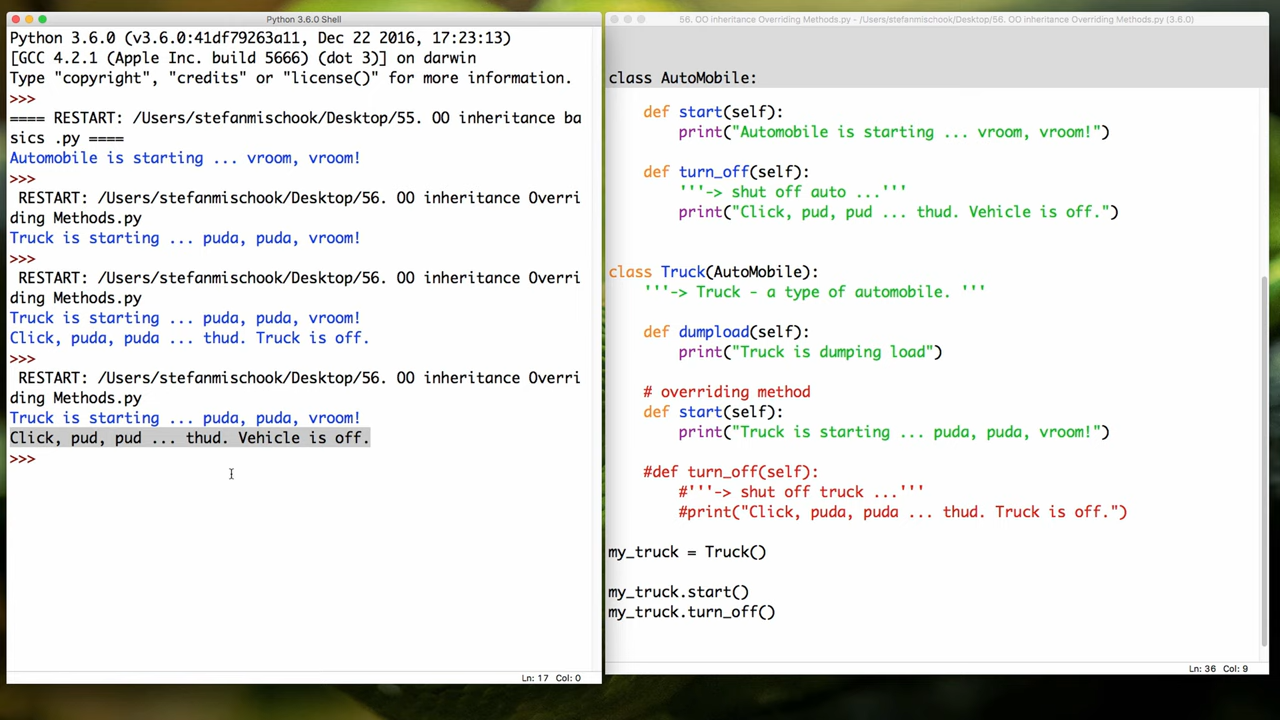 Python 3.6.0 Shell
Python 3.6.0 (v3.6.0:41df79263a11, Dec 22 2016, 17:23:13)
[GCC 4.2.1 (Apple Inc. build 5666) (dot 3)] on darwin
Type "copyright", "credits" or "license()" for more information.
>>>
==== RESTART: /Users/stefanmischook/Desktop/55. OO inheritance ba
sics .py ====
Automobile is starting ... vroom, vroom!
>>>
RESTART: /Users/stefanmischook/Desktop/56. OO inheritance Overri
ding Methods.py
Truck is starting ... puda, puda, vroom!
>>>
RESTART: /Users/stefanmischook/Desktop/56. OO inheritance Overri
ding Methods.py
Truck is starting ... puda, puda, vroom!
Click, puda, puda ... thud. Truck is off.
>>>
RESTART: /Users/stefanmischook/Desktop/56. OO inheritance Overri
ding Methods.py
Truck is starting ... puda, puda, vroom!
Click, pud, pud ... thud. Vehicle is off.
>>>
Ln: 17 Col: 0
56. OO inheritance Overriding Methods.py - /Users/stefanmischook/Desktop/56. OO inheritance Overriding Methods.py (3.6.0)
class AutoMobile:
def start(self):
print("Automobile is starting ... vroom, vroom!")
def turn_off(self):
'''-> shut off auto ...'''
print("Click, pud, pud ... thud. Vehicle is off.")
class Truck(AutoMobile):
'''-> Truck - a type of automobile. '''
def dumpload(self):
print("Truck is dumping load")
# overriding method
def start(self):
print("Truck is starting ... puda, puda, vroom!")
#def turn_off(self):
#'''-> shut off truck ...'''
#print("Click, puda, puda ... thud. Truck is off.")
my_truck = Truck()
my_truck.start()
my_truck.turn_off()
Ln: 36 Col: 9